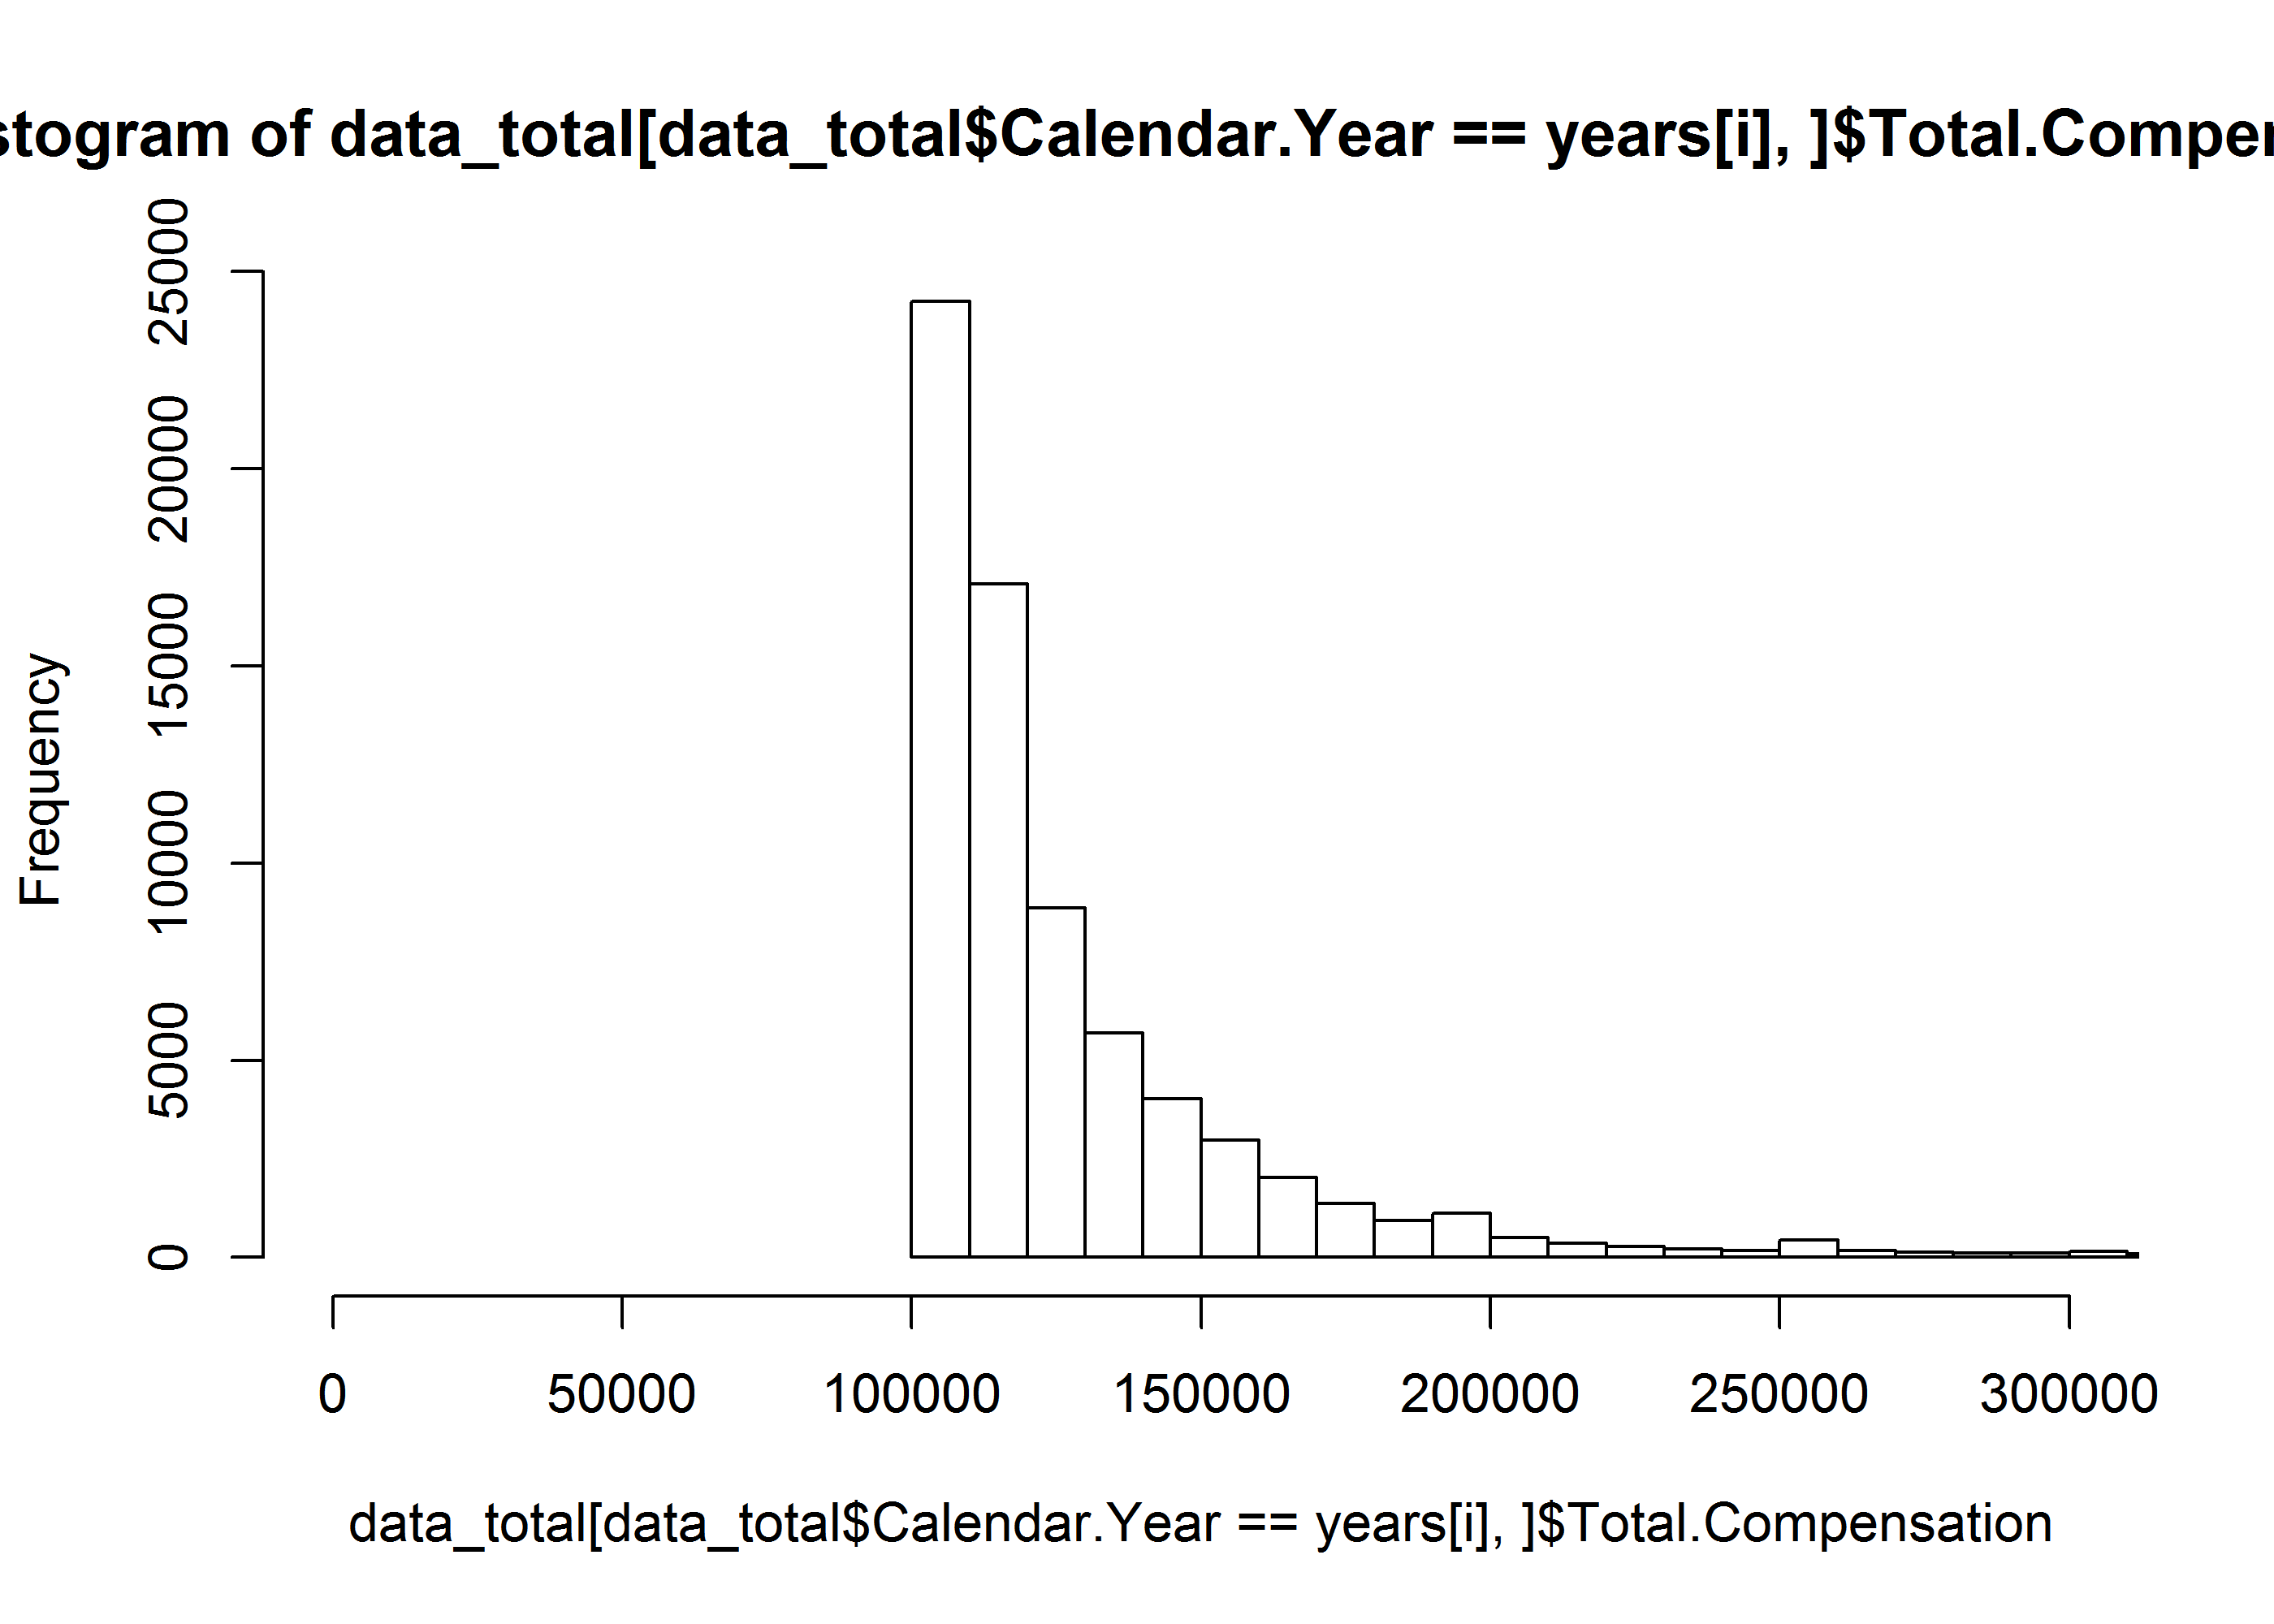 stogram of data_total[data_total$Calendar.Year == years[i], ]$Total.Compe
Frequency
25000
20000
15000
10000
5000
0
0 50000 100000 150000 200000 250000 300000
data_total[data_total$Calendar.Year == years[i], ]$Total.Compensation